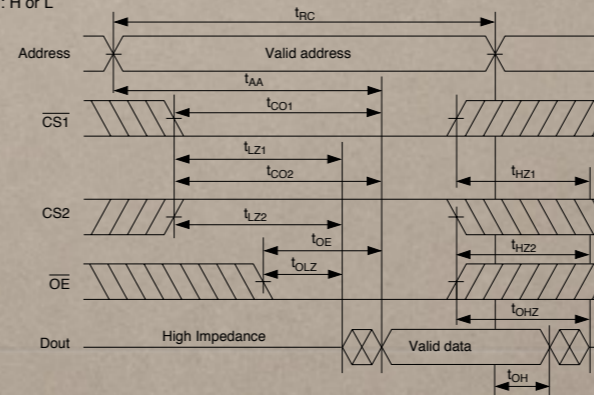 : H or L
tRC
Address
Valid address
tAA
tCO1
CS1
tLZ1
tCO2
tHZ1
CS2
tLZ2
tHZ2
tOE
tOLZ
OE
tOHZ
Dout
High Impedance
Valid data
tOH